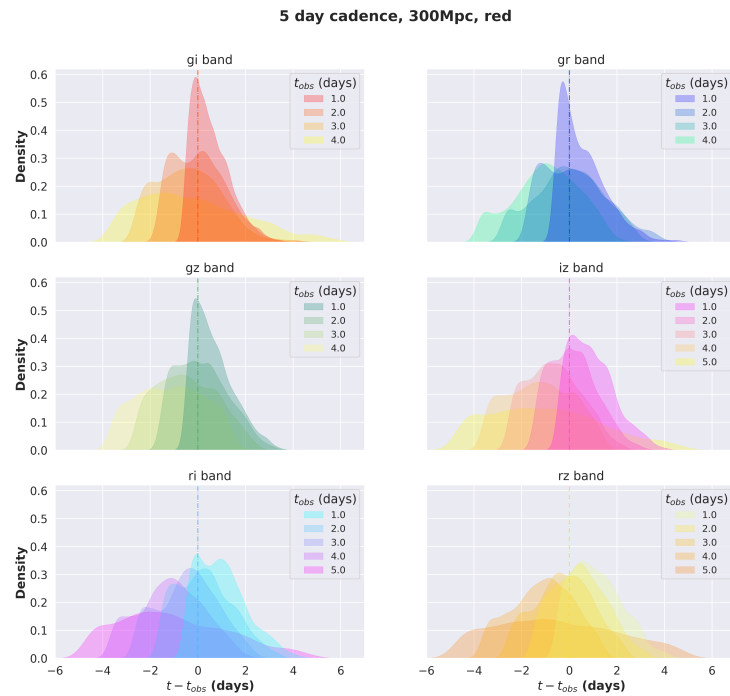 5 day cadence, 300Mpc, red
gi band
gr band
0.6
0.5
0.4
0.3
0.2
0.1
0.0
Density
t_obs (days)
1.0
2.0
3.0
4.0
t_obs (days)
1.0
2.0
3.0
4.0
gz band
iz band
0.6
0.5
0.4
0.3
0.2
0.1
0.0
Density
t_obs (days)
1.0
2.0
3.0
4.0
t_obs (days)
1.0
2.0
3.0
4.0
5.0
ri band
rz band
0.6
0.5
0.4
0.3
0.2
0.1
0.0
Density
t_obs (days)
1.0
2.0
3.0
4.0
5.0
t_obs (days)
1.0
2.0
3.0
4.0
5.0
−6 −4 −2 0 2 4 6
−6 −4 −2 0 2 4 6
t − t_obs (days)
t − t_obs (days)